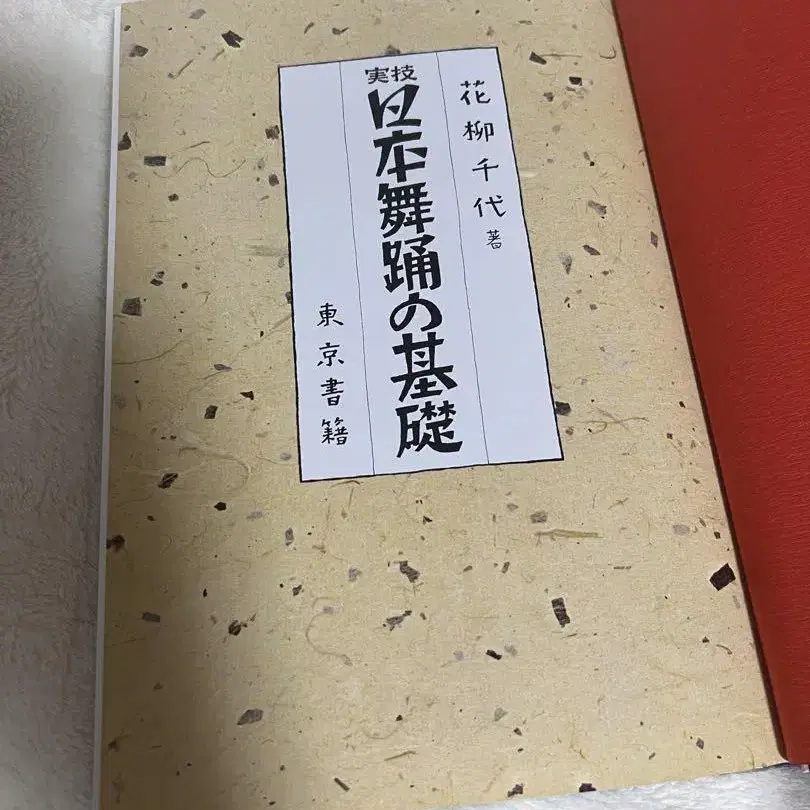 花柳千代 著
実技
日本舞踊の基礎
東京書籍